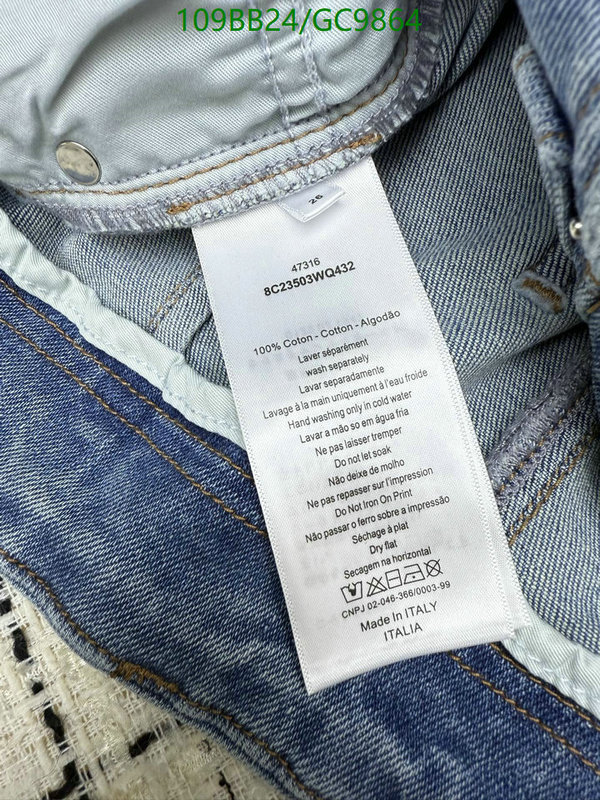 109BB24/GC9864
26
47316
8C23503WQ432
100% Coton - Cotton - Algodão
Laver séparément
wash separately
Lavar separadamente
Lavage à la main uniquement à l'eau froide
Hand washing only in cold water
Lavar a mão so em água fria
Ne pas laisser tremper
Do not let soak
Não deixe de molho
Ne pas repasser sur l'impression
Do Not Iron On Print
Não passar o ferro sobre a impressão
Séchage à plat
Dry flat
Secagem na horizontal
CNPJ 02-046-366/0003-99
Made in ITALY
ITALIA